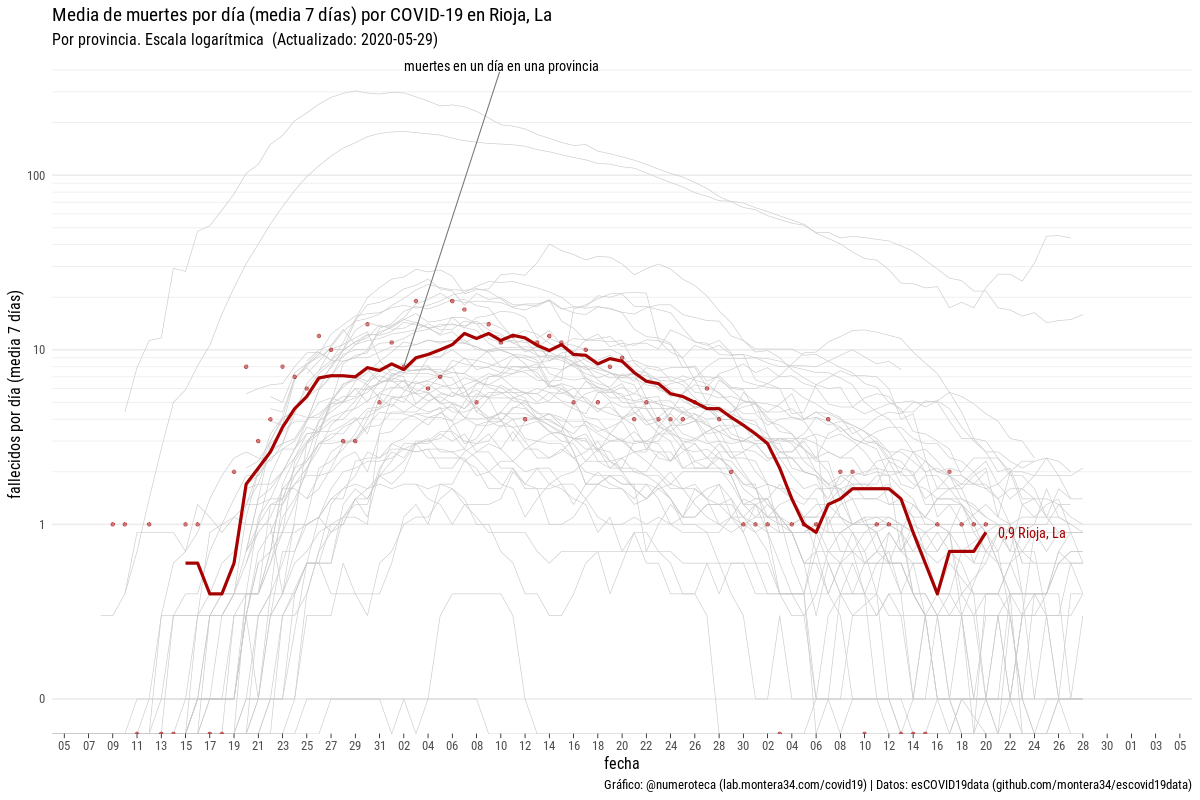 Media de muertes por día (media 7 días) por COVID-19 en Rioja, La
Por provincia. Escala logarítmica  (Actualizado: 2020-05-29)
muertes en un día en una provincia
fallecidos por día (media  7 días)
100
10
1
0
0,9 Rioja, La
05 07 09 11 13 15 17 19 21 23 25 27 29 31 02 04 06 08 10 12 14 16 18 20 22 24 26 28 30 02 04 06 08 10 12 14 16 18 20 22 24 26 28 30 01 03 05
fecha
Gráfico: @numeroteca (lab.montera34.com/covid19) | Datos: esCOVID19data (github.com/montera34/escovid19data)